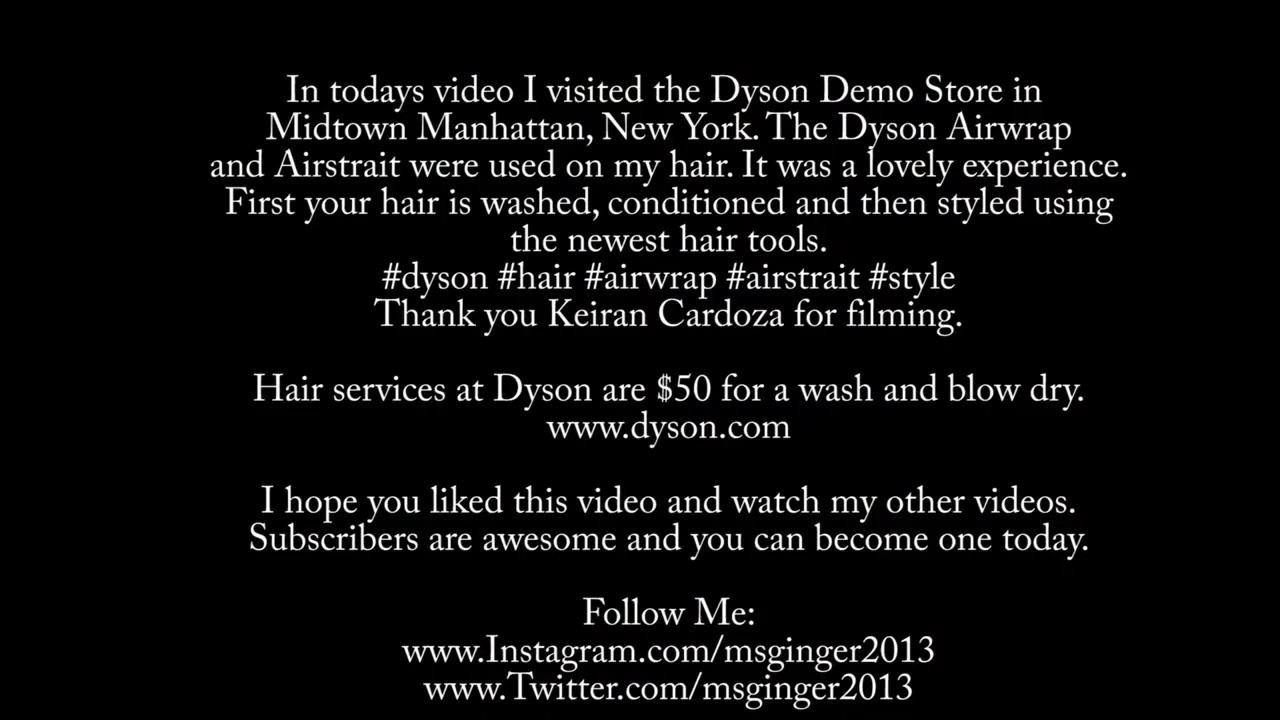 In todays video I visited the Dyson Demo Store in
Midtown Manhattan, New York. The Dyson Airwrap
and Airstrait were used on my hair. It was a lovely experience.
First your hair is washed, conditioned and then styled using
the newest hair tools.
#dyson #hair #airwrap #airstrait #style
Thank you Keiran Cardoza for filming.
Hair services at Dyson are $50 for a wash and blow dry.
www.dyson.com
I hope you liked this video and watch my other videos.
Subscribers are awesome and you can become one today.
Follow Me:
www.Instagram.com/msginger2013
www.Twitter.com/msginger2013